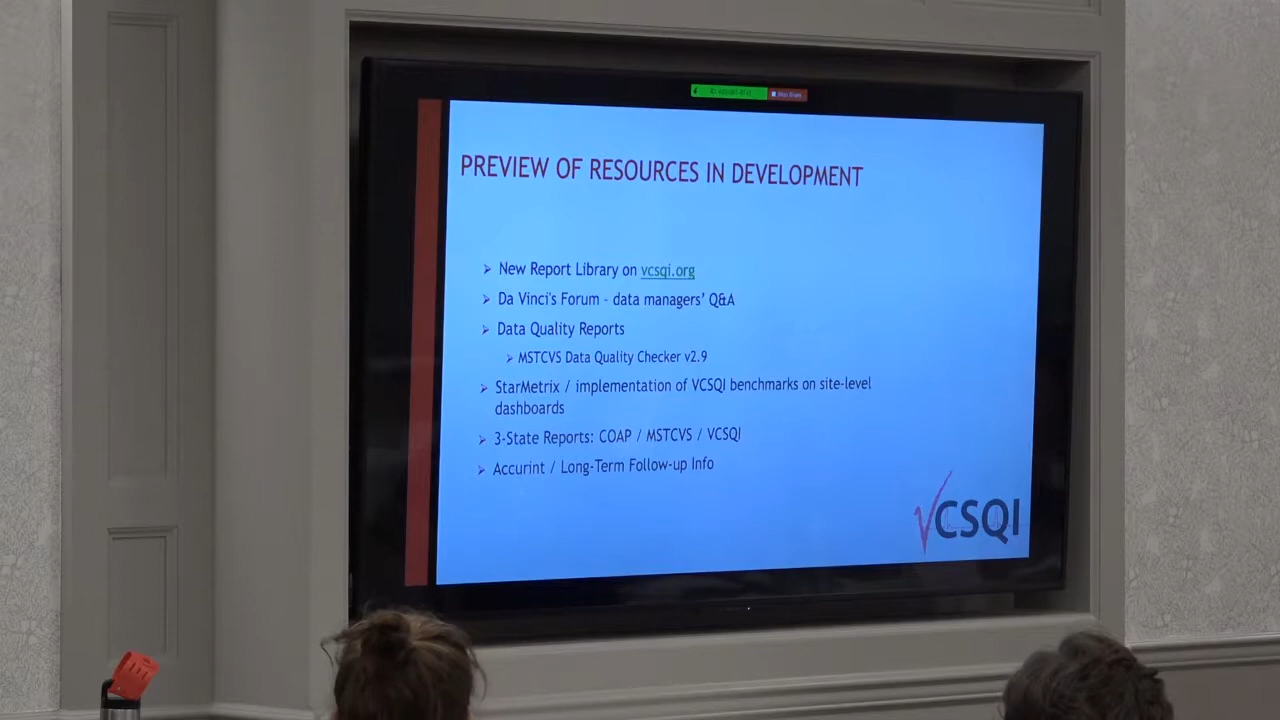 PREVIEW OF RESOURCES IN DEVELOPMENT
➢ New Report Library on vcsqi.org
➢ Da Vinci's Forum - data managers' Q&A
➢ Data Quality Reports
➢ MSTCVS Data Quality Checker v2.9
➢ StarMetrix / implementation of VCSQI benchmarks on site-level
dashboards
➢ 3-State Reports: COAP / MSTCVS / VCSQI
➢ Accurint / Long-Term Follow-up Info
VCSQI